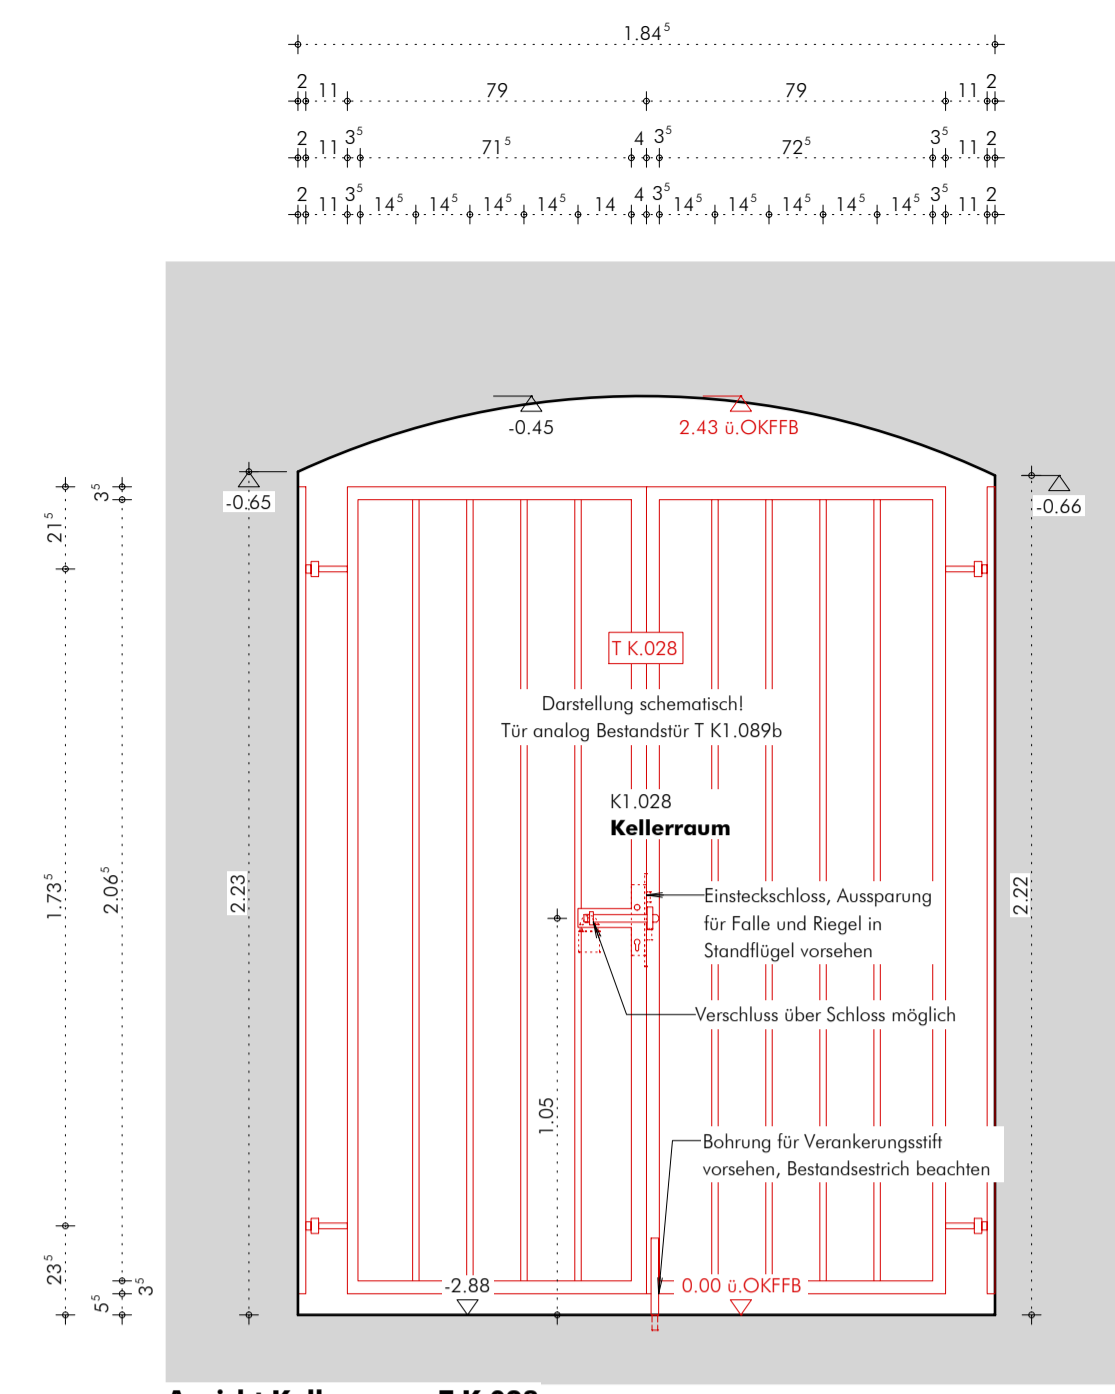 1.84⁵
2 11 79 79 11 2
2 11 3⁵ 71⁵ 4 3⁵ 72⁵ 3⁵ 11 2
2 11 3⁵ 14⁵ 14⁵ 14⁵ 14⁵ 14 4 3⁵ 14⁵ 14⁵ 14⁵ 14⁵ 14⁵ 3⁵ 11 2
-0.45
2.43 ü.OKFFB
-0.65
-0.66
3⁵
21⁵
T K.028
Darstellung schematisch!
Tür analog Bestandstür T K1.089b
K1.028
Kellerraum
1.73⁵
2.06⁵
2.23
2.22
Einsteckschloss, Aussparung
für Falle und Riegel in
Standflügel vorsehen
Verschluss über Schloss möglich
1.05
Bohrung für Verankerungsstift
vorsehen, Bestandsestrich beachten
23⁵
5⁵
3⁵
-2.88
0.00 ü.OKFFB